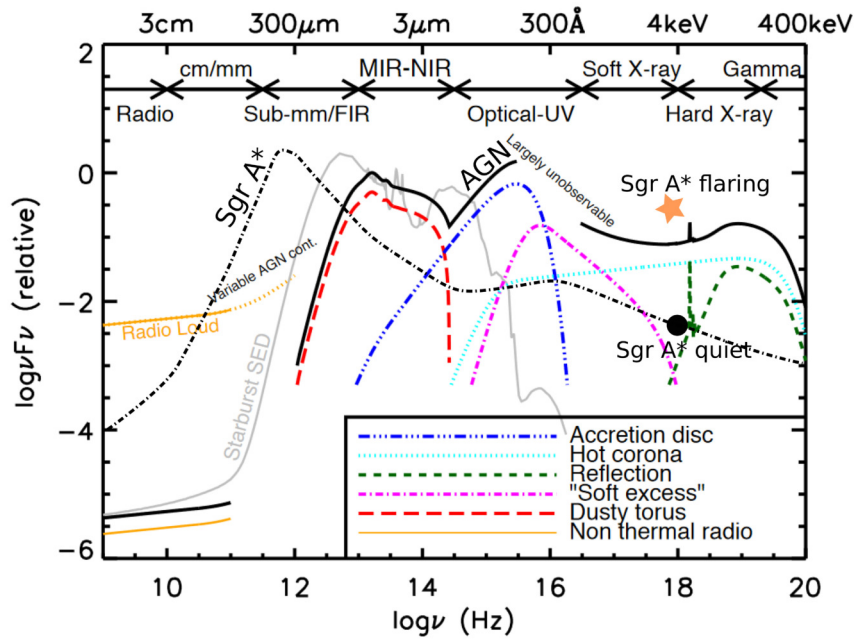 3cm 300μm 3μm 300Å 4keV 400keV
cm/mm MIR-NIR Soft X-ray Gamma
Radio Sub-mm/FIR Optical-UV Hard X-ray
2
0
−2
−4
−6
logνFν (relative)
Sgr A*
AGN
Largely unobservable
Sgr A* flaring
Variable AGN cont.
Radio Loud
Starburst SED
Sgr A* quiet
Accretion disc
Hot corona
Reflection
"Soft excess"
Dusty torus
Non thermal radio
10 12 14 16 18 20
logν (Hz)